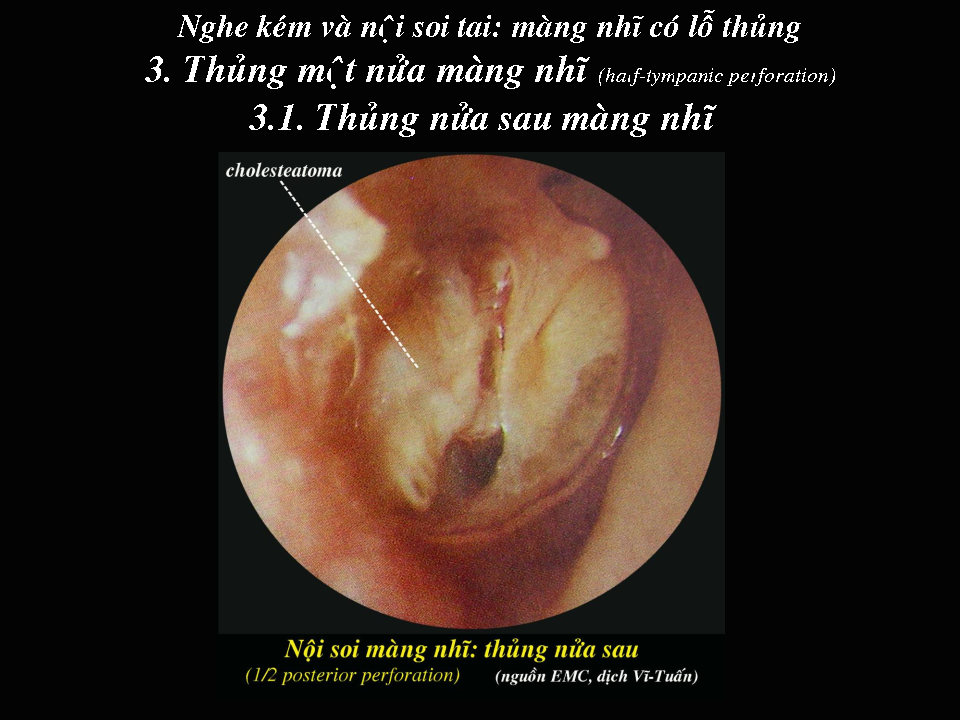 Nghe kém và nội soi tai: màng nhĩ có lỗ thủng
3. Thủng một nửa màng nhĩ (half-tympanic perforation)
3.1. Thủng nửa sau màng nhĩ
cholesteatoma
Nội soi màng nhĩ: thủng nửa sau
(1/2 posterior perforation) (nguồn EMC, dịch Vĩ-Tuấn)